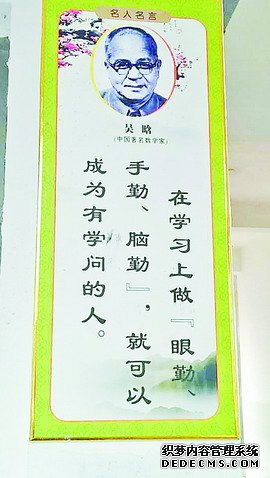 名人名言
吴晗
(中国著名数学家)
在学习上做『眼勤、
手勤、脑勤』，就可以
成为有学问的人。
织梦内容管理系统
DEDECMS.COM